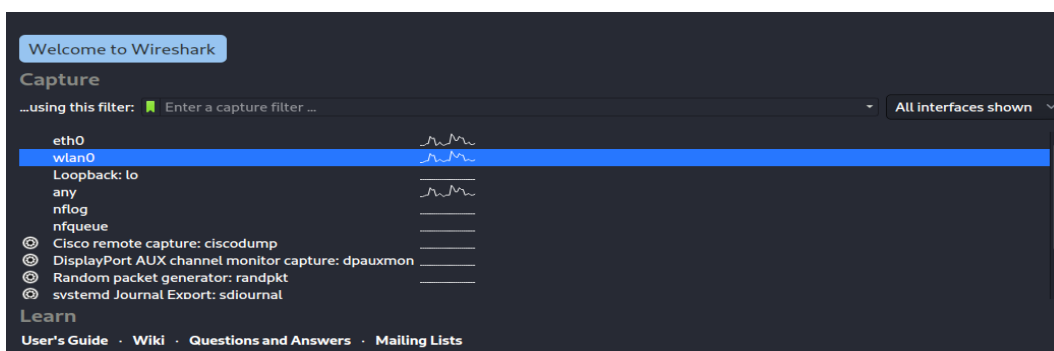 Welcome to Wireshark
Capture
...using this filter: Enter a capture filter ... All interfaces shown
eth0
wlan0
Loopback: lo
any
nflog
nfqueue
Cisco remote capture: ciscodump
DisplayPort AUX channel monitor capture: dpauxmon
Random packet generator: randpkt
systemd Journal Export: sdjournal
Learn
User's Guide · Wiki · Questions and Answers · Mailing Lists